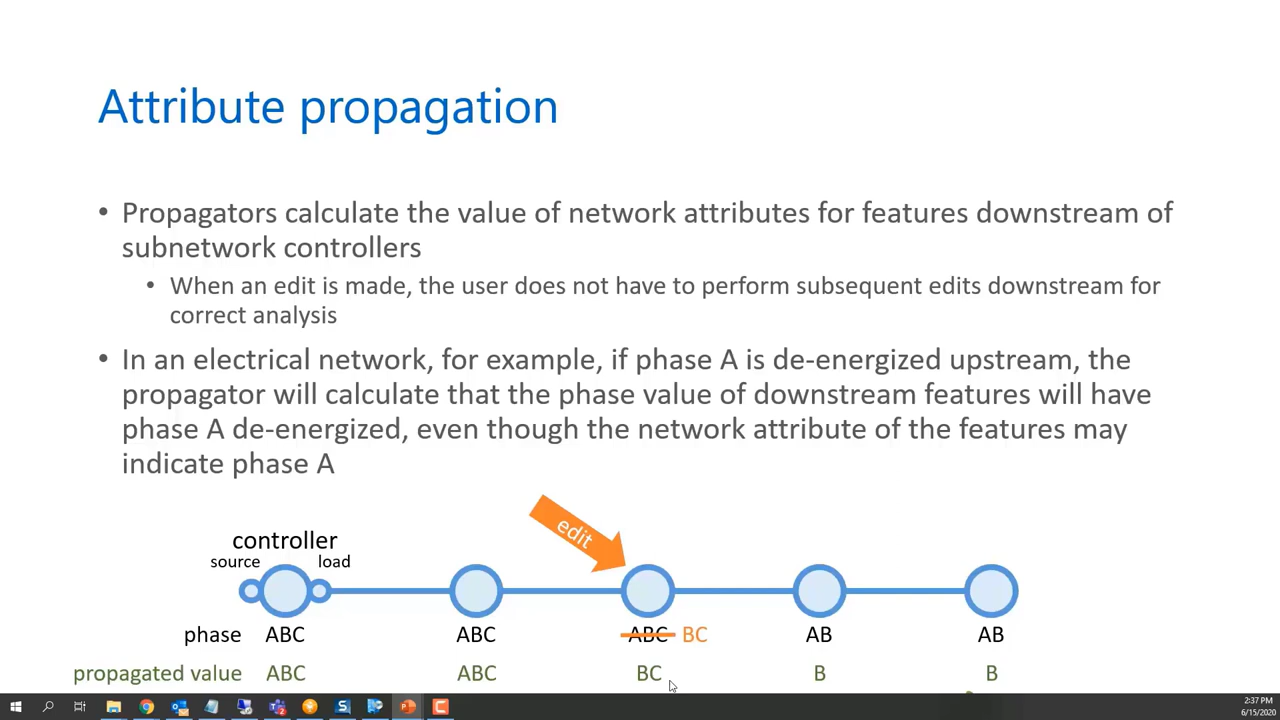 Attribute propagation
• Propagators calculate the value of network attributes for features downstream of
subnetwork controllers
• When an edit is made, the user does not have to perform subsequent edits downstream for
correct analysis
• In an electrical network, for example, if phase A is de-energized upstream, the
propagator will calculate that the phase value of downstream features will have
phase A de-energized, even though the network attribute of the features may
indicate phase A
edit
controller
source load
phase ABC ABC ABC BC AB AB
propagated value ABC ABC BC B B
2:37 PM
6/15/2020